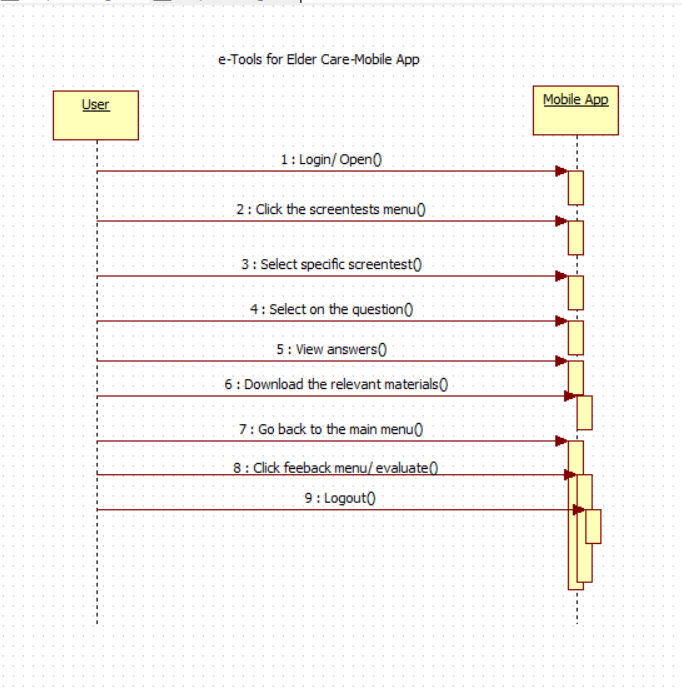 e-Tools for Elder Care-Mobile App
User
Mobile App
1 : Login/ Open()
2 : Click the screentests menu()
3 : Select specific screentest()
4 : Select on the question()
5 : View answers()
6 : Download the relevant materials()
7 : Go back to the main menu()
8 : Click feeback menu/ evaluate()
9 : Logout()